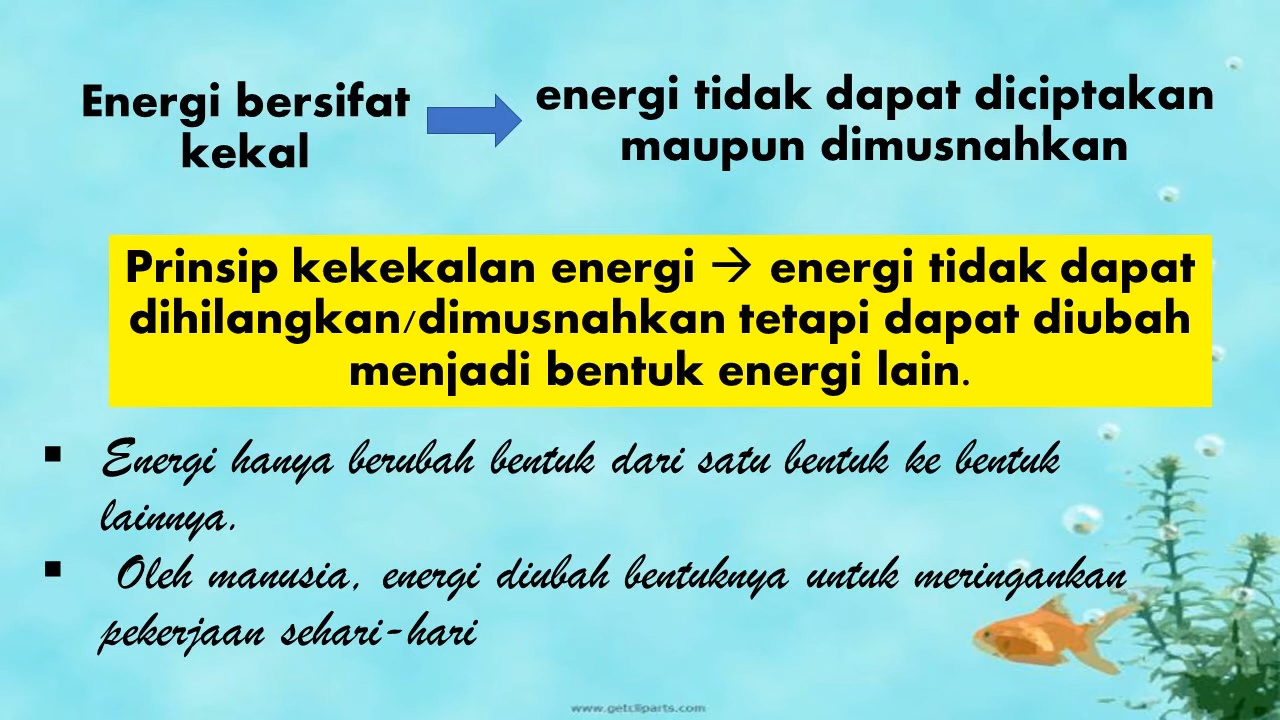 Energi bersifat
kekal
energi tidak dapat diciptakan
maupun dimusnahkan
Prinsip kekekalan energi → energi tidak dapat
dihilangkan/dimusnahkan tetapi dapat diubah
menjadi bentuk energi lain.
▪ Energi hanya berubah bentuk dari satu bentuk ke bentuk
lainnya.
▪ Oleh manusia, energi diubah bentuknya untuk meringankan
pekerjaan sehari-hari
www.getcliparts.com